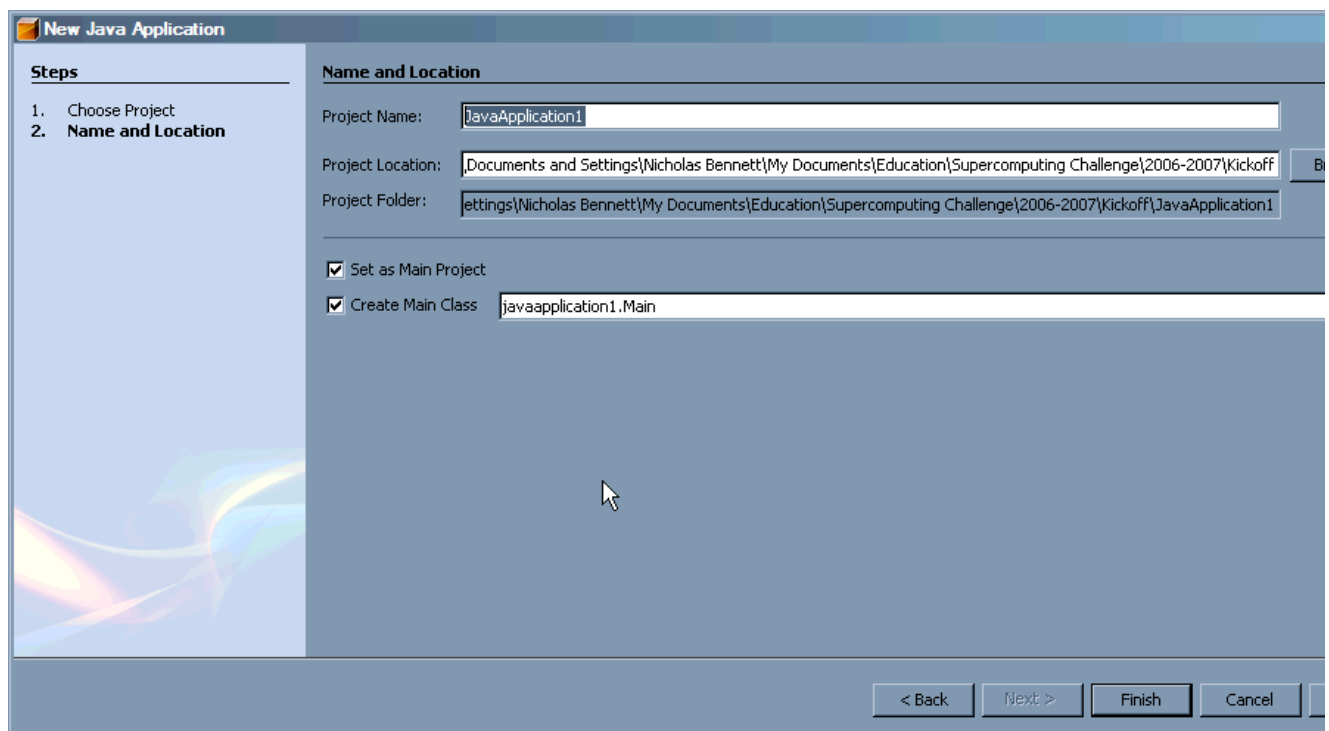 New Java Application
Steps
1. Choose Project
2. Name and Location
Name and Location
Project Name: JavaApplication1
Project Location: Documents and Settings\Nicholas Bennett\My Documents\Education\Supercomputing Challenge\2006-2007\Kickoff
Project Folder: ettings\Nicholas Bennett\My Documents\Education\Supercomputing Challenge\2006-2007\Kickoff\JavaApplication1
Set as Main Project
Create Main Class javaapplication1.Main
< Back Next > Finish Cancel